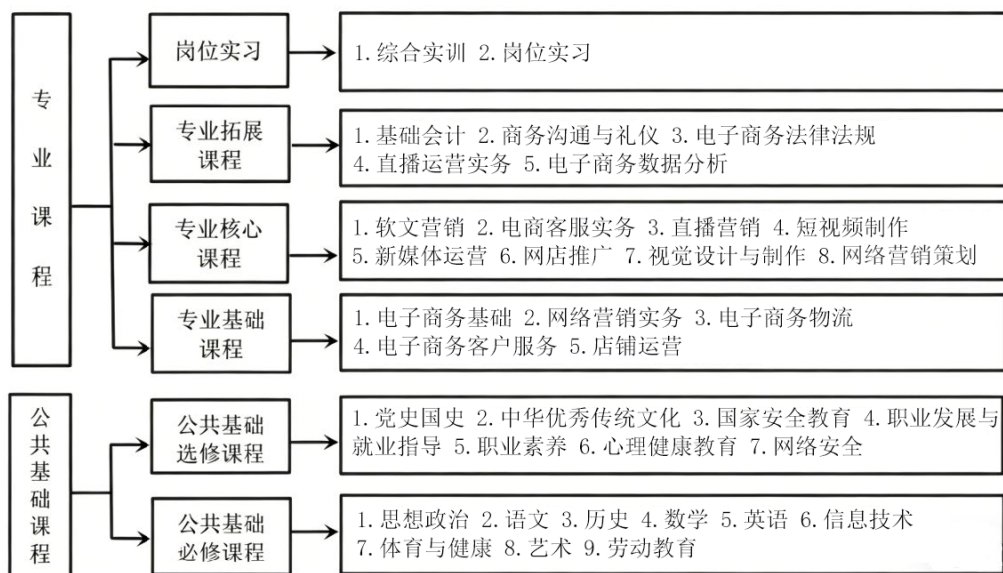 专业课程
岗位实习
1.综合实训 2.岗位实习
专业拓展
课程
1.基础会计 2.商务沟通与礼仪 3.电子商务法律法规
4.直播运营实务 5.电子商务数据分析
专业核心
课程
1.软文营销 2.电商客服实务 3.直播营销 4.短视频制作
5.新媒体运营 6.网店推广 7.视觉设计与制作 8.网络营销策划
专业基础
课程
1.电子商务基础 2.网络营销实务 3.电子商务物流
4.电子商务客户服务 5.店铺运营
公共基础课程
公共基础
选修课程
1.党史国史 2.中华优秀传统文化 3.国家安全教育 4.职业发展与
就业指导 5.职业素养 6.心理健康教育 7.网络安全
公共基础
必修课程
1.思想政治 2.语文 3.历史 4.数学 5.英语 6.信息技术
7.体育与健康 8.艺术 9.劳动教育